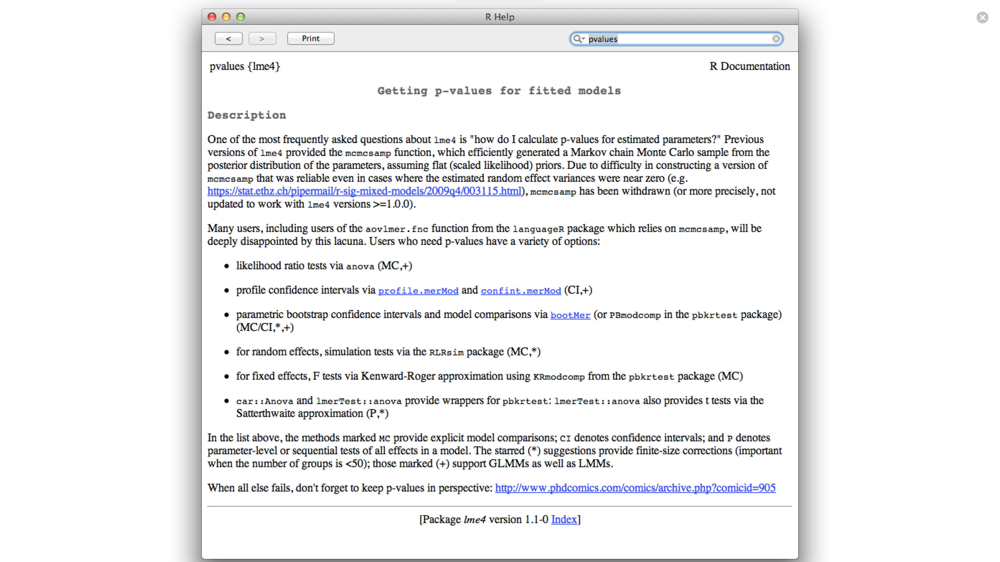 R Help
<
>
Print
pvalues
pvalues {lme4}
R Documentation
Getting p-values for fitted models
Description
One of the most frequently asked questions about lme4 is "how do I calculate p-values for estimated parameters?" Previous
versions of lme4 provided the mcmcsamp function, which efficiently generated a Markov chain Monte Carlo sample from the
posterior distribution of the parameters, assuming flat (scaled likelihood) priors. Due to difficulty in constructing a version of
mcmcsamp that was reliable even in cases where the estimated random effect variances were near zero (e.g.
https://stat.ethz.ch/pipermail/r-sig-mixed-models/2009q4/003115.html), mcmcsamp has been withdrawn (or more precisely, not
updated to work with lme4 versions >=1.0.0).
Many users, including users of the aovlmer.fnc function from the languageR package which relies on mcmcsamp, will be
deeply disappointed by this lacuna. Users who need p-values have a variety of options:
• likelihood ratio tests via anova (MC,+)
• profile confidence intervals via profile.merMod and confint.merMod (CI,+)
• parametric bootstrap confidence intervals and model comparisons via bootMer (or PBmodcomp in the pbkrtest package)
(MC/CI,*,+)
• for random effects, simulation tests via the RLRsim package (MC,*)
• for fixed effects, F tests via Kenward-Roger approximation using KRmodcomp from the pbkrtest package (MC)
• car::Anova and lmerTest::anova provide wrappers for pbkrtest: lmerTest::anova also provides t tests via the
Satterthwaite approximation (P,*)
In the list above, the methods marked MC provide explicit model comparisons; CI denotes confidence intervals; and P denotes
parameter-level or sequential tests of all effects in a model. The starred (*) suggestions provide finite-size corrections (important
when the number of groups is <50); those marked (+) support GLMMs as well as LMMs.
When all else fails, don't forget to keep p-values in perspective: http://www.phdcomics.com/comics/archive.php?comicid=905
[Package lme4 version 1.1-0 Index]